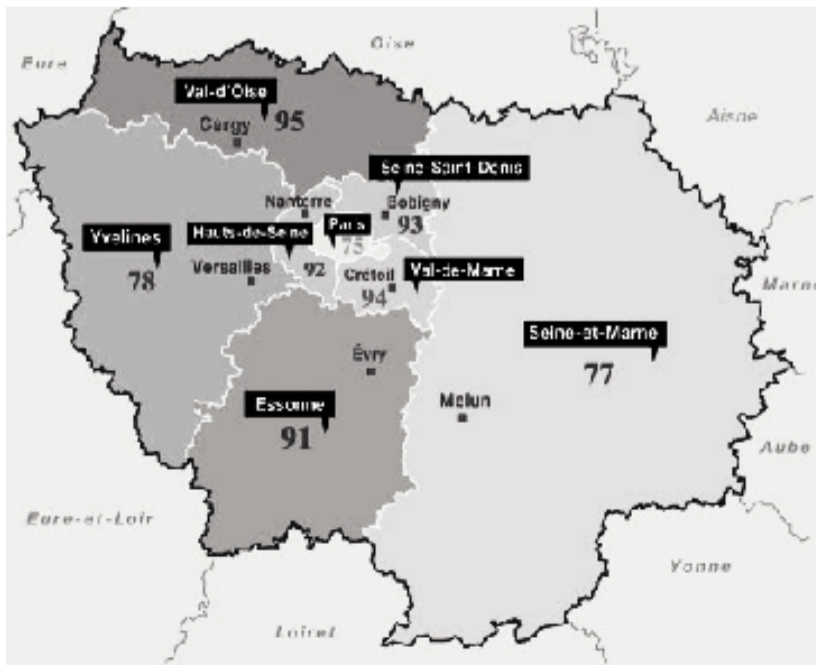 Oise
Eure
Val-d'Oise
95
Cergy
Aisne
Seine-Saint-Denis
Nanterre
Bobigny
Paris
93
Yvelines
Hauts-de-Seine
75
78
Versailles
92
Créteil
Val-de-Marne
94
Marne
Seine-et-Marne
77
Évry
Essonne
91
Melun
Aube
Eure-et-Loir
Yonne
Loiret